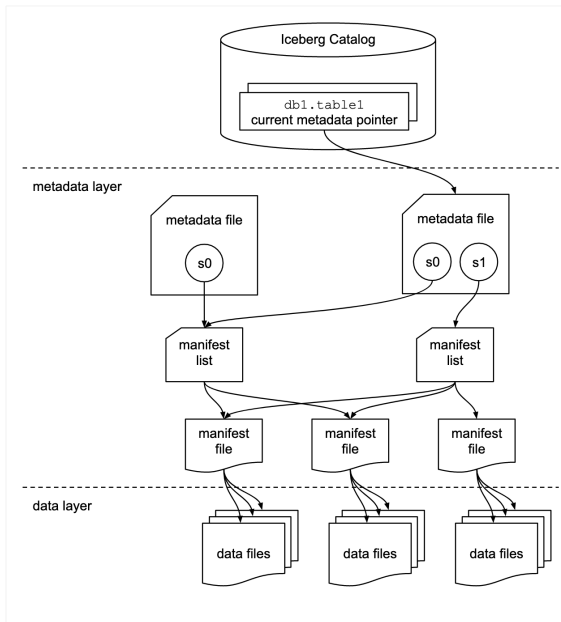 Iceberg Catalog
db1.table1
current metadata pointer
metadata layer
metadata file
s0
metadata file
s0
s1
manifest
list
manifest
list
manifest
file
manifest
file
manifest
file
data layer
data files
data files
data files